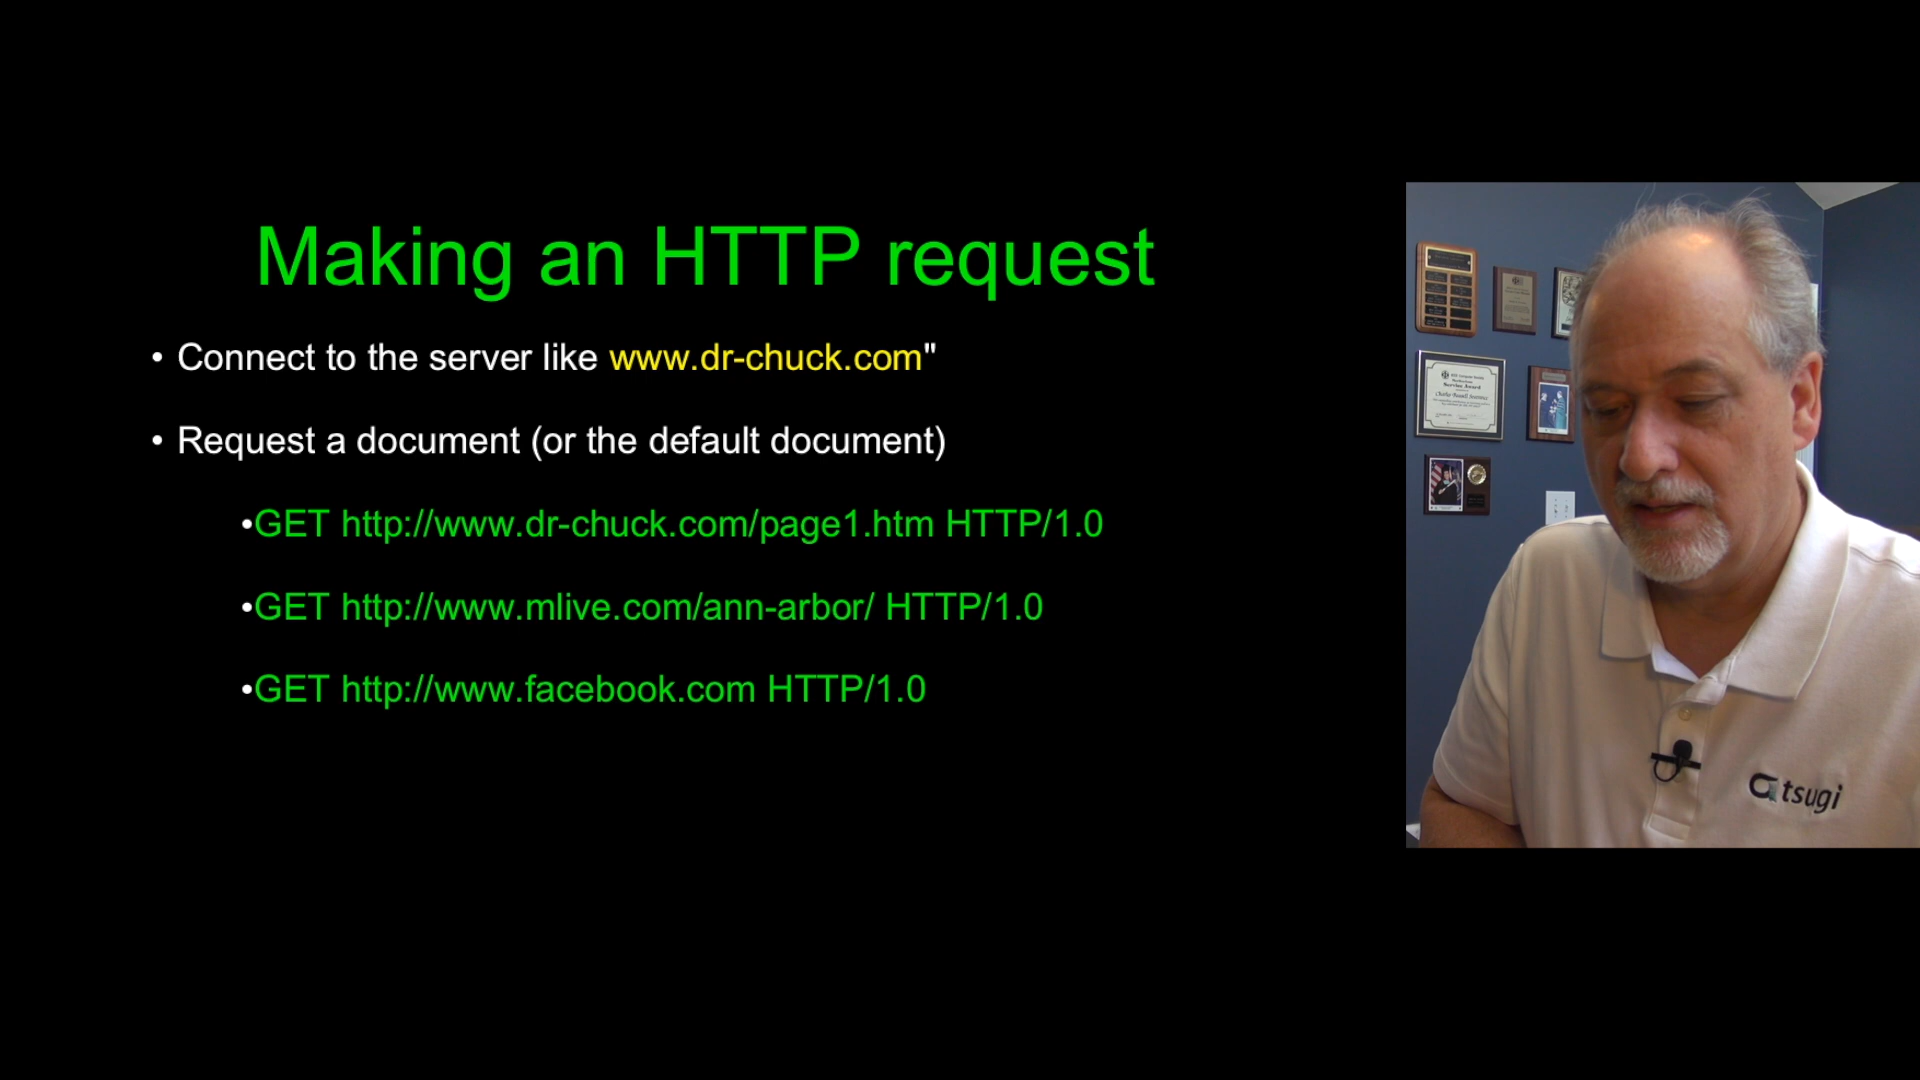 Making an HTTP request
• Connect to the server like www.dr-chuck.com"
• Request a document (or the default document)
•GET http://www.dr-chuck.com/page1.htm HTTP/1.0
•GET http://www.mlive.com/ann-arbor/ HTTP/1.0
•GET http://www.facebook.com HTTP/1.0
Service Award
tsugi